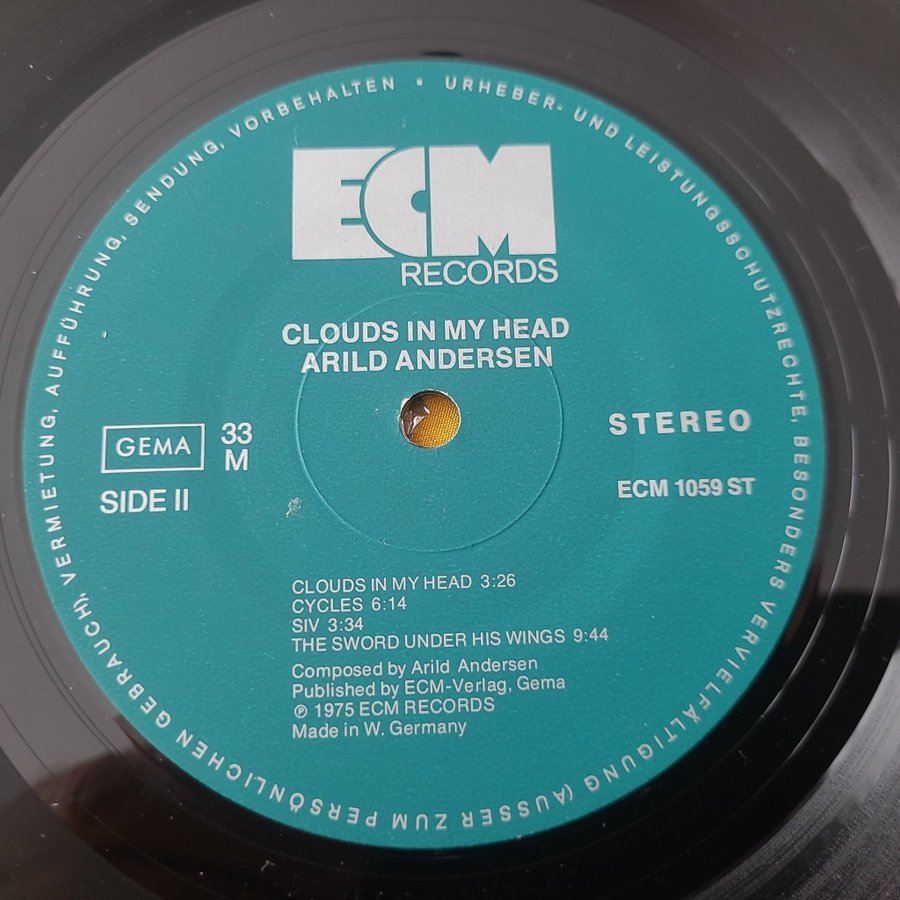 URHEBER- UND LEISTUNGSSCHUTZRECHTE, BESONDERS VERVIELFÄLTIGUNG (AUSSER ZUM PERSÖNLICHEN GEBRAUCH), VERMIETUNG, AUFFÜHRUNG, SENDUNG, VORBEHALTEN •
ECM
RECORDS
CLOUDS IN MY HEAD
ARILD ANDERSEN
GEMA
33
M
SIDE II
STEREO
ECM 1059 ST
CLOUDS IN MY HEAD 3:26
CYCLES 6:14
SIV 3:34
THE SWORD UNDER HIS WINGS 9:44
Composed by Arild Andersen
Published by ECM-Verlag, Gema
℗ 1975 ECM RECORDS
Made in W. Germany